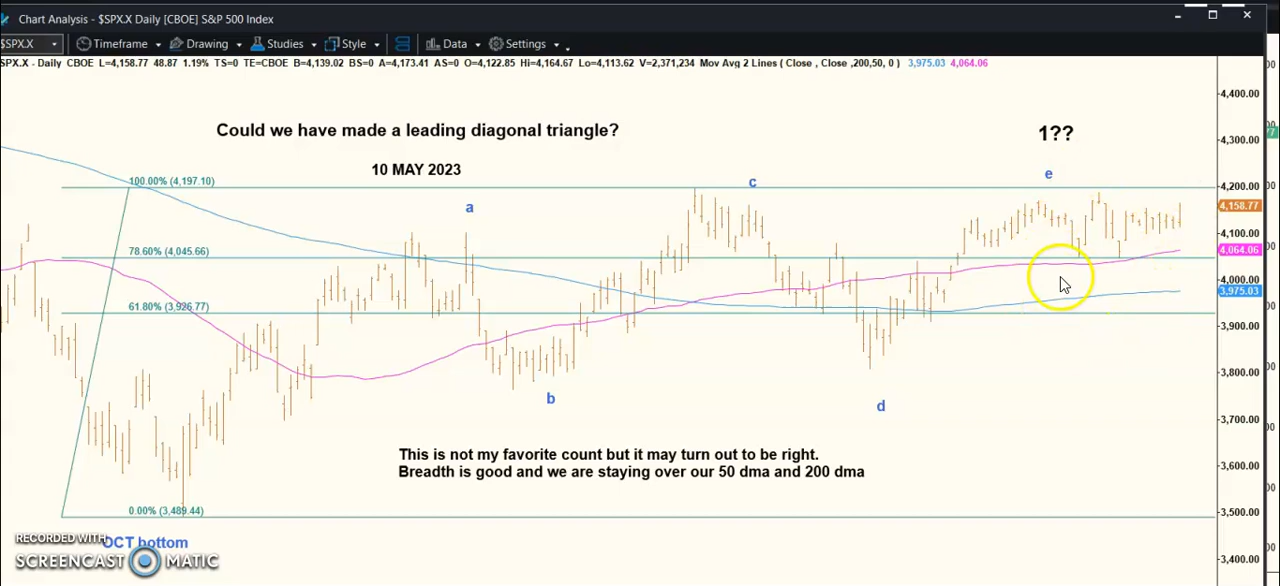 Chart Analysis - $SPX.X Daily [CBOE] S&P 500 Index
$SPX.X Timeframe Drawing Studies Style Data Settings
SPX.X - Daily CBOE L=4,158.77 48.87 1.19% TS=0 TE=CBOE B=4,139.02 BS=0 A=4,173.41 AS=0 O=4,122.85 Hi=4,164.67 Lo=4,113.62 V=2,371,234 Mov Avg 2 Lines ( Close , Close ,200,50, 0 ) 3,975.03 4,064.06
4,400.00
Could we have made a leading diagonal triangle?
1??
4,300.00
10 MAY 2023
e
100.00% (4,197.10)
c
4,200.00
a
4,158.77
4,100.00
78.60% (4,045.66)
4,064.06
4,000.00
3,975.03
61.80% (3,926.77)
3,900.00
3,800.00
b
d
3,700.00
This is not my favorite count but it may turn out to be right.
3,600.00
Breadth is good and we are staying over our 50 dma and 200 dma
0.00% (3,489.44)
3,500.00
RECORDED WITH
OCT bottom
SCREENCAST MATIC
3,400.00